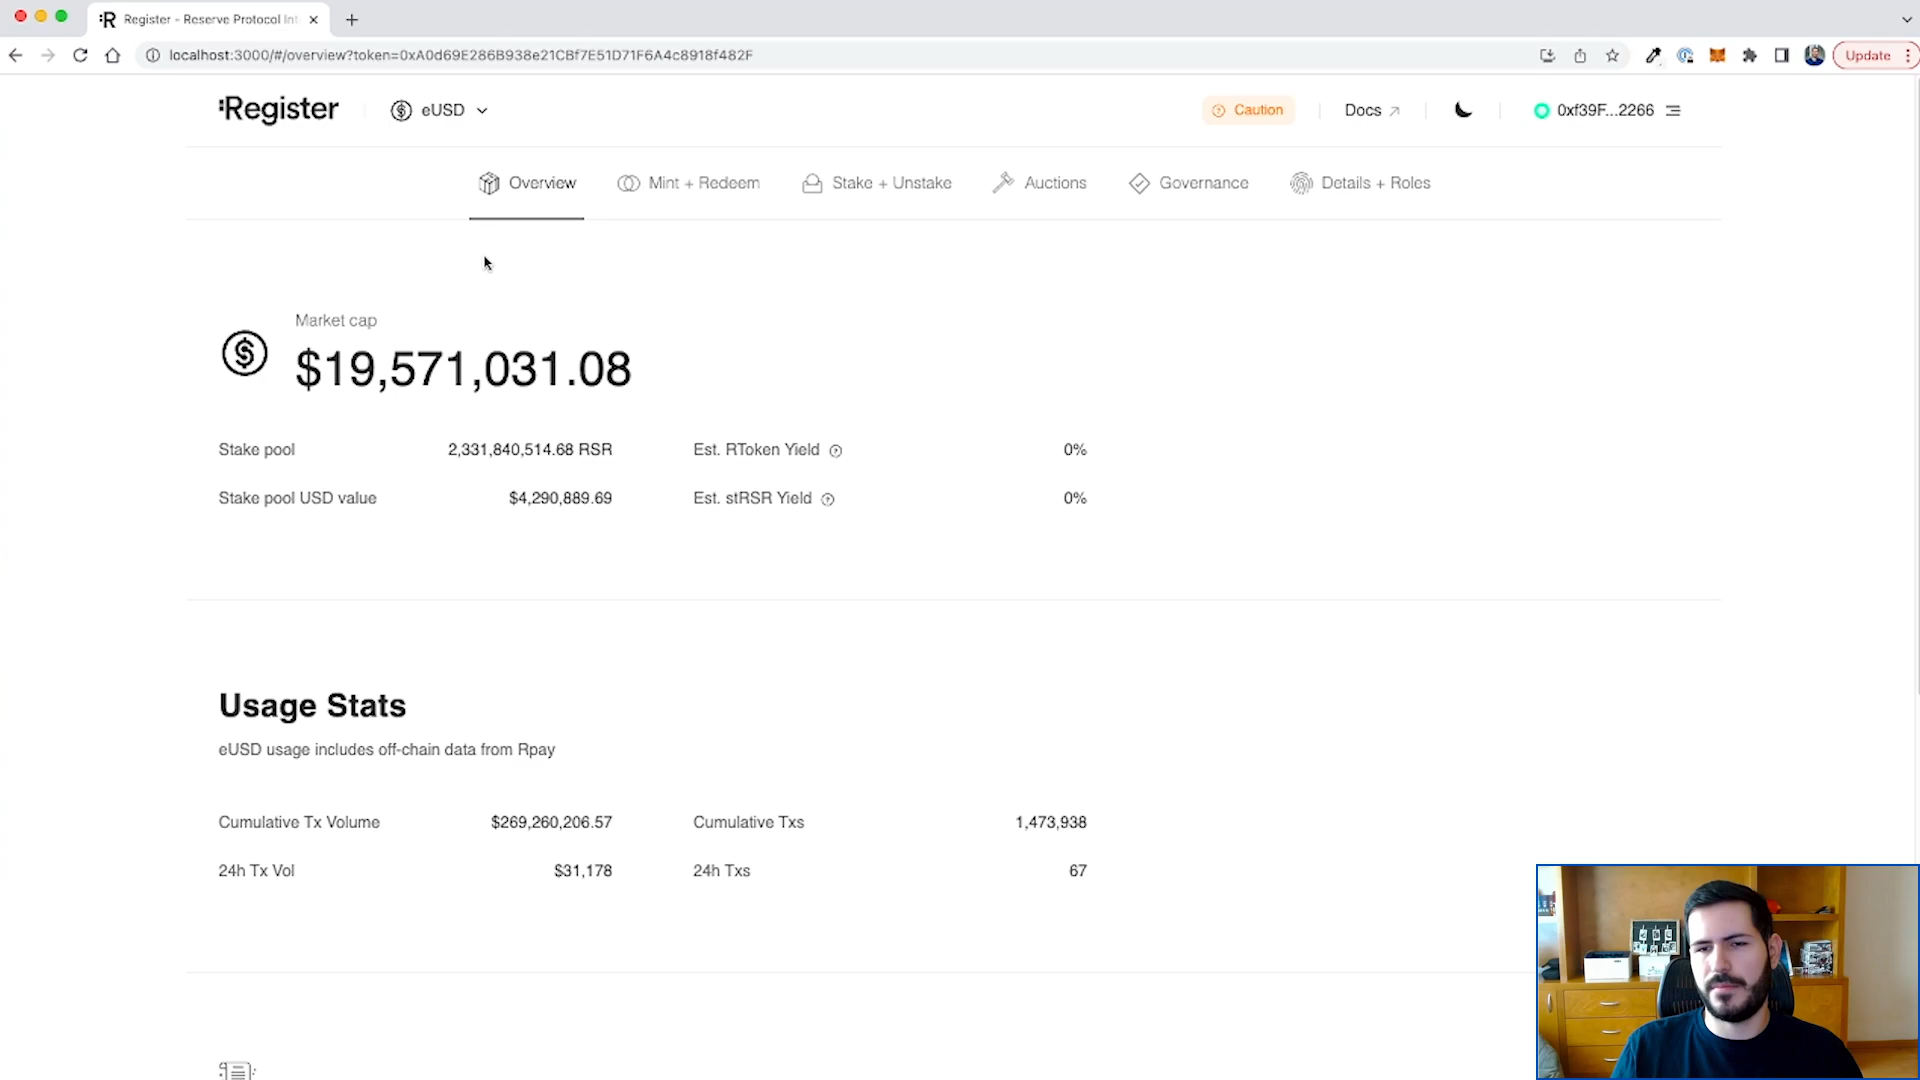 Register - Reserve Protocol Int
localhost:3000/#/overview?token=0xA0d69E286B938e21CBf7E51D71F6A4c8918f482F
Update
Register
eUSD
Caution
Docs
0xf39F...2266
Overview
Mint + Redeem
Stake + Unstake
Auctions
Governance
Details + Roles
Market cap
$19,571,031.08
Stake pool 2,331,840,514.68 RSR
Est. RToken Yield 0%
Stake pool USD value $4,290,889.69
Est. stRSR Yield 0%
Usage Stats
eUSD usage includes off-chain data from Rpay
Cumulative Tx Volume $269,260,206.57
Cumulative Txs 1,473,938
24h Tx Vol $31,178
24h Txs 67